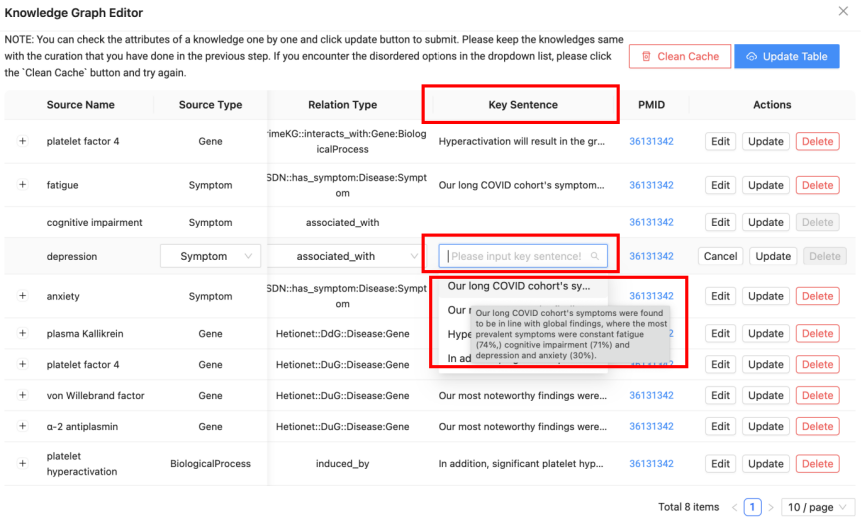 Knowledge Graph Editor
NOTE: You can check the attributes of a knowledge one by one and click update button to submit. Please keep the knowledges same
with the curation that you have done in the previous step. If you encounter the disordered options in the dropdown list, please click
the `Clean Cache` button and try again.
Clean Cache
Update Table
Source Name Source Type Relation Type Key Sentence PMID Actions
+ platelet factor 4 Gene imeKG::interacts_with:Gene:Biolog
icalProcess Hyperactivation will result in the gr... 36131342 Edit Update Delete
+ fatigue Symptom SDN::has_symptom:Disease:Sympt
om Our long COVID cohort's symptom... 36131342 Edit Update Delete
cognitive impairment Symptom associated_with 36131342 Edit Update Delete
depression Symptom associated_with Please input key sentence! 36131342 Cancel Update Delete
Our long COVID cohort's sy...
+ anxiety Symptom SDN::has_symptom:Disease:Sympt
om 36131342 Edit Update Delete
Our
Our long COVID cohort's symptoms were found
to be in line with global findings, where the most
prevalent symptoms were constant fatigue
(74%,) cognitive impairment (71%) and
depression and anxiety (30%).
+ plasma Kallikrein Gene Hetionet::DdG::Disease:Gene Hype 2 Edit Update Delete
+ platelet factor 4 Gene Hetionet::DuG::Disease:Gene In ad 36131342 Edit Update Delete
+ von Willebrand factor Gene Hetionet::DuG::Disease:Gene Our most noteworthy findings were... 36131342 Edit Update Delete
+ α-2 antiplasmin Gene Hetionet::DuG::Disease:Gene Our most noteworthy findings were... 36131342 Edit Update Delete
+ platelet
hyperactivation BiologicalProcess induced_by In addition, significant platelet hyp... 36131342 Edit Update Delete
Total 8 items < 1 > 10 / page